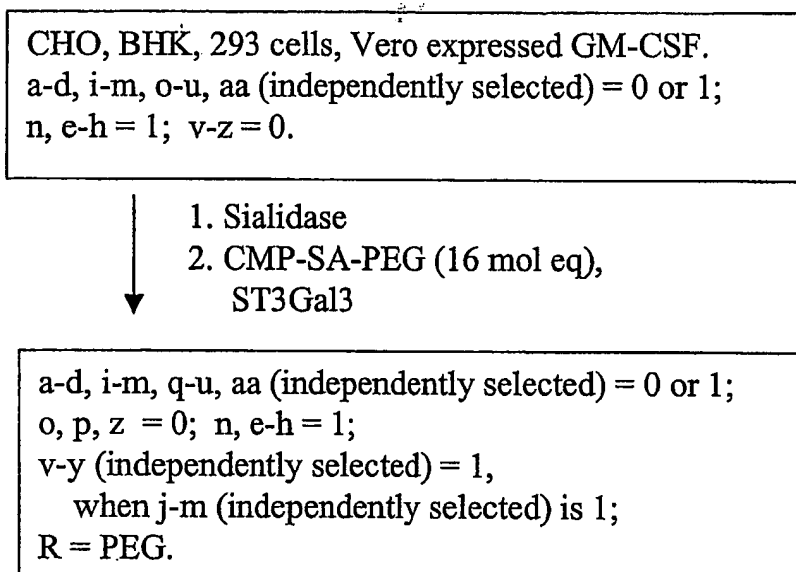 CHO, BHK, 293 cells, Vero expressed GM-CSF.
a-d, i-m, o-u, aa (independently selected) = 0 or 1;
n, e-h = 1; v-z = 0.
1. Sialidase
2. CMP-SA-PEG (16 mol eq),
ST3Gal3
a-d, i-m, q-u, aa (independently selected) = 0 or 1;
o, p, z = 0; n, e-h = 1;
v-y (independently selected) = 1,
when j-m (independently selected) is 1;
R = PEG.